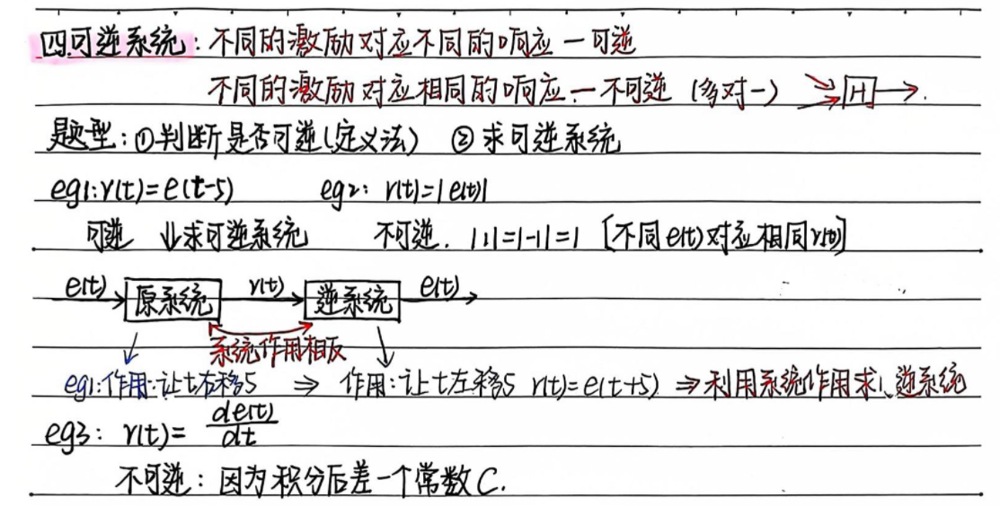 四.可逆系统：不同的激励对应不同的响应 — 可逆
不同的激励对应相同的响应 — 不可逆 (多对一) H
题型：①判断是否可逆(定义法) ②求可逆系统
eg1: r(t)=e(t-5) eg2: r(t)=|e(t)|
可逆 ⇓求可逆系统 不可逆. |1|=|-1|=1 [不同e(t)对应相同r(t)]
e(t) 原系统 r(t) 逆系统 e(t)
系统作用相反
eg1:作用:让t右移5 ⇒ 作用:让t左移5 r(t)=e(t+5) ⇒利用系统作用求逆系统
eg3: r(t)= de(t)/dt
不可逆：因为积分后差一个常数C.